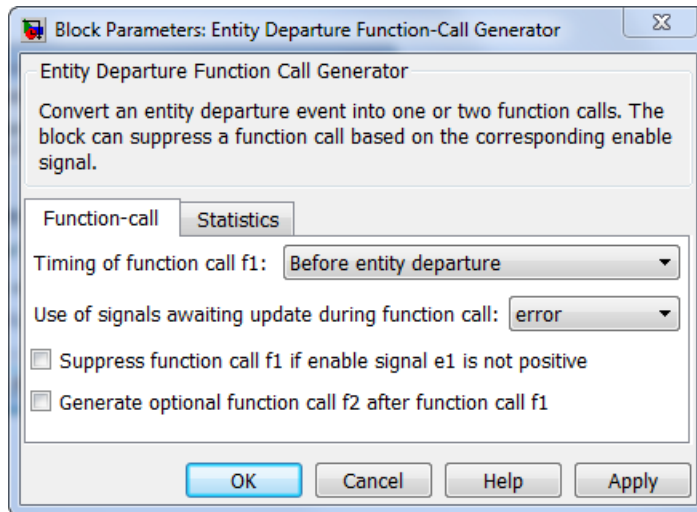 Block Parameters: Entity Departure Function-Call Generator
Entity Departure Function Call Generator
Convert an entity departure event into one or two function calls. The
block can suppress a function call based on the corresponding enable
signal.
Function-call Statistics
Timing of function call f1: Before entity departure
Use of signals awaiting update during function call: error
Suppress function call f1 if enable signal e1 is not positive
Generate optional function call f2 after function call f1
OK Cancel Help Apply